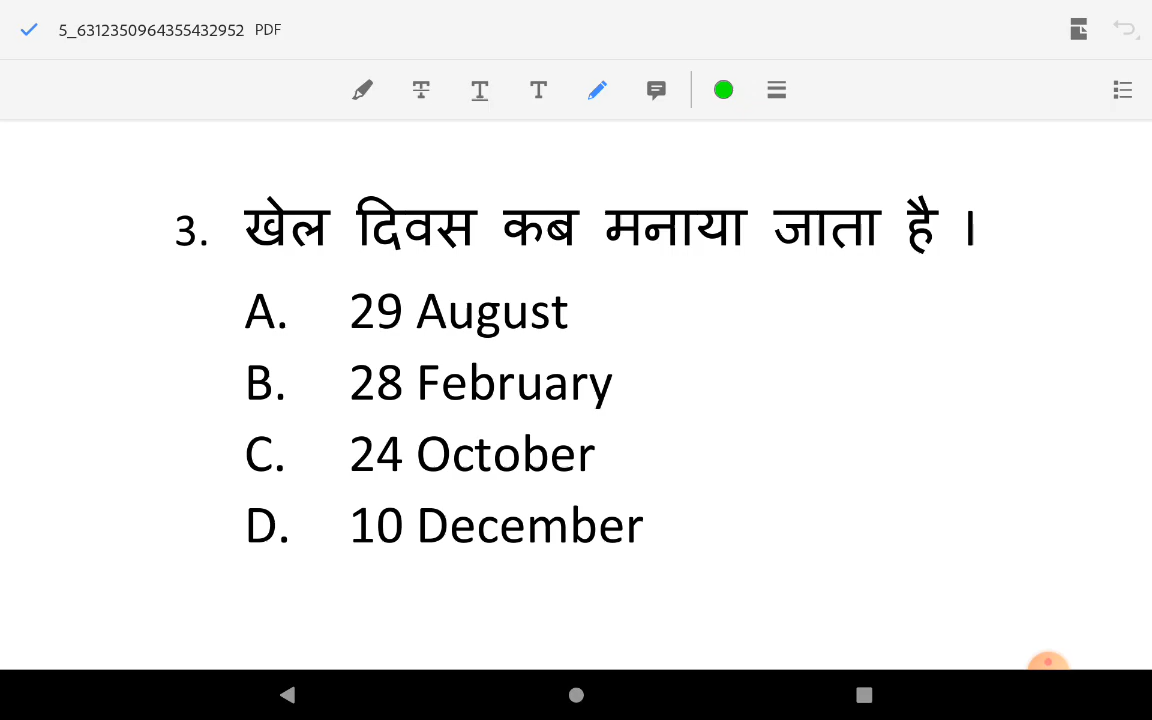 5_6312350964355432952 PDF
3. खेल दिवस कब मनाया जाता है ।
A. 29 August
B. 28 February
C. 24 October
D. 10 December